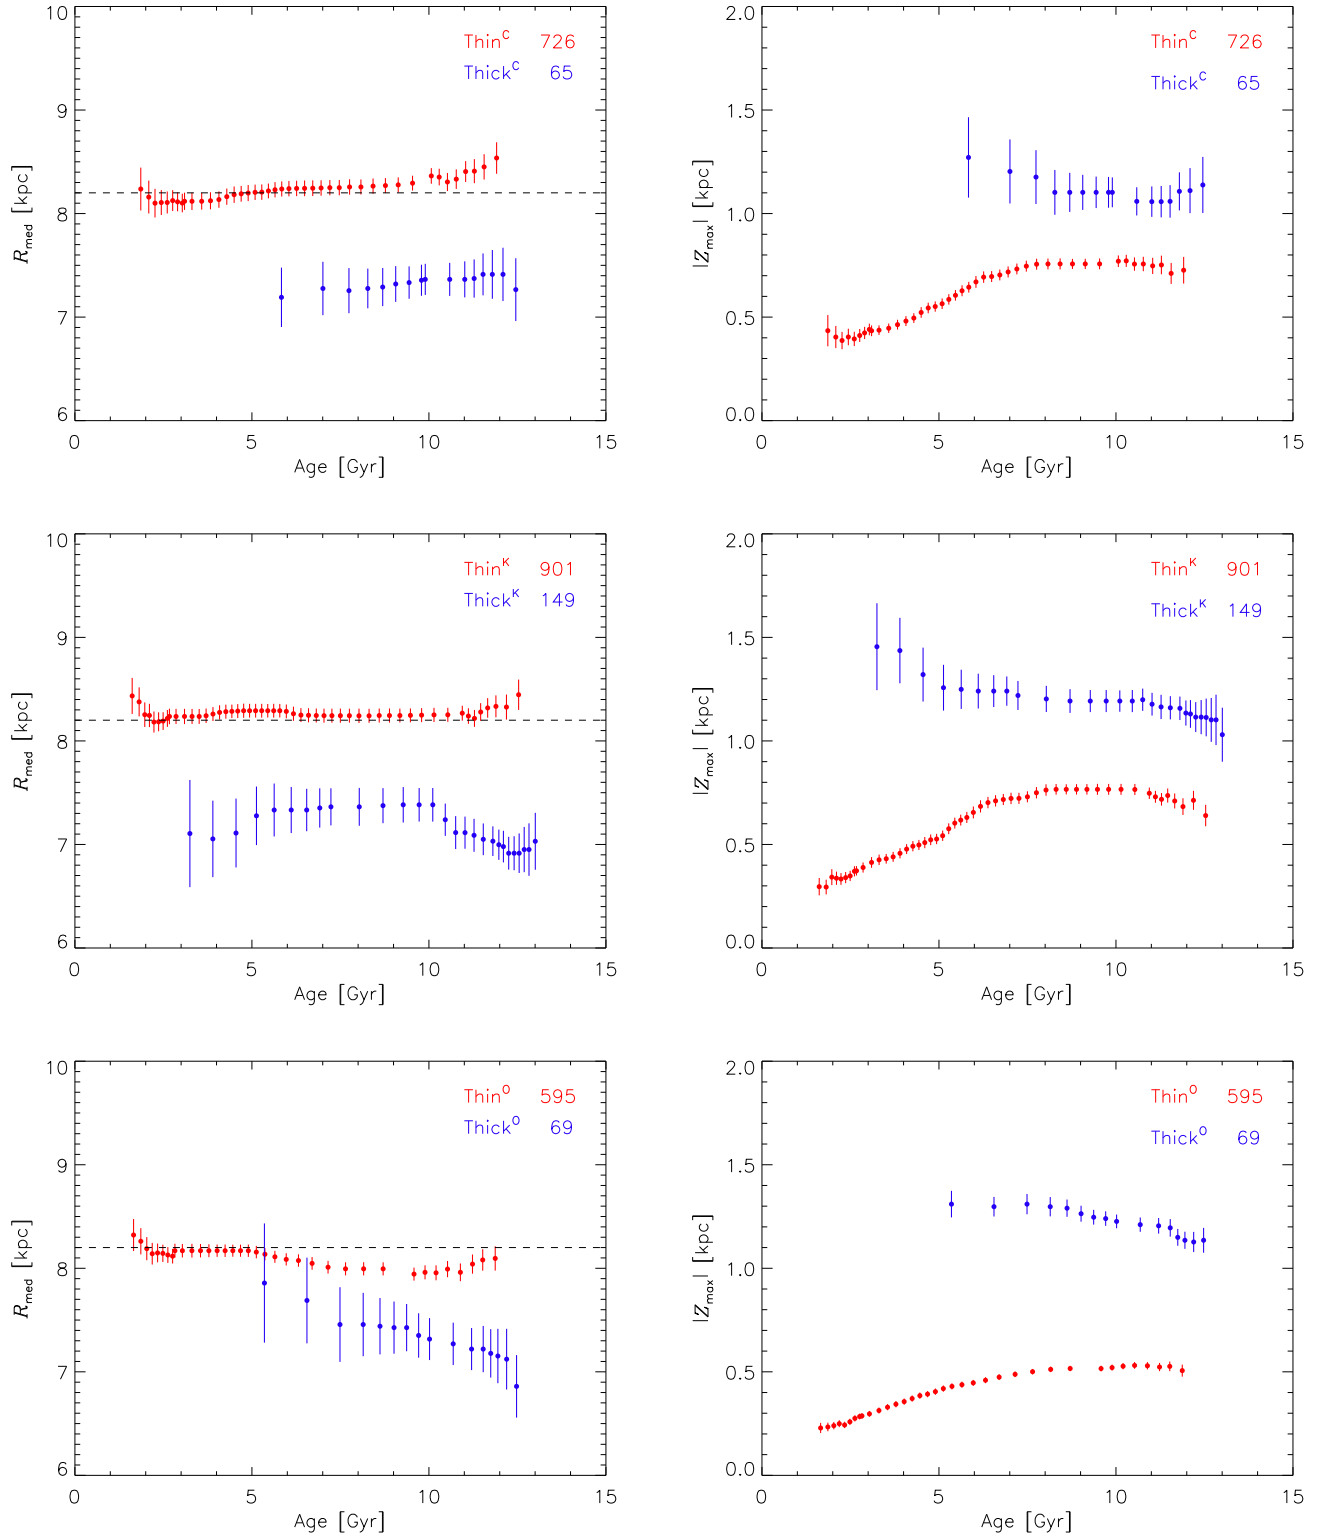 10
Thin^C 726
Thick^C 65
9
8
7
6
R_med [kpc]
0 5 10 15
Age [Gyr]
2.0
Thin^C 726
Thick^C 65
1.5
1.0
0.5
0.0
|Z_max| [kpc]
0 5 10 15
Age [Gyr]
10
Thin^K 901
Thick^K 149
9
8
7
6
R_med [kpc]
0 5 10 15
Age [Gyr]
2.0
Thin^K 901
Thick^K 149
1.5
1.0
0.5
0.0
|Z_max| [kpc]
0 5 10 15
Age [Gyr]
10
Thin^O 595
Thick^O 69
9
8
7
6
R_med [kpc]
0 5 10 15
Age [Gyr]
2.0
Thin^O 595
Thick^O 69
1.5
1.0
0.5
0.0
|Z_max| [kpc]
0 5 10 15
Age [Gyr]